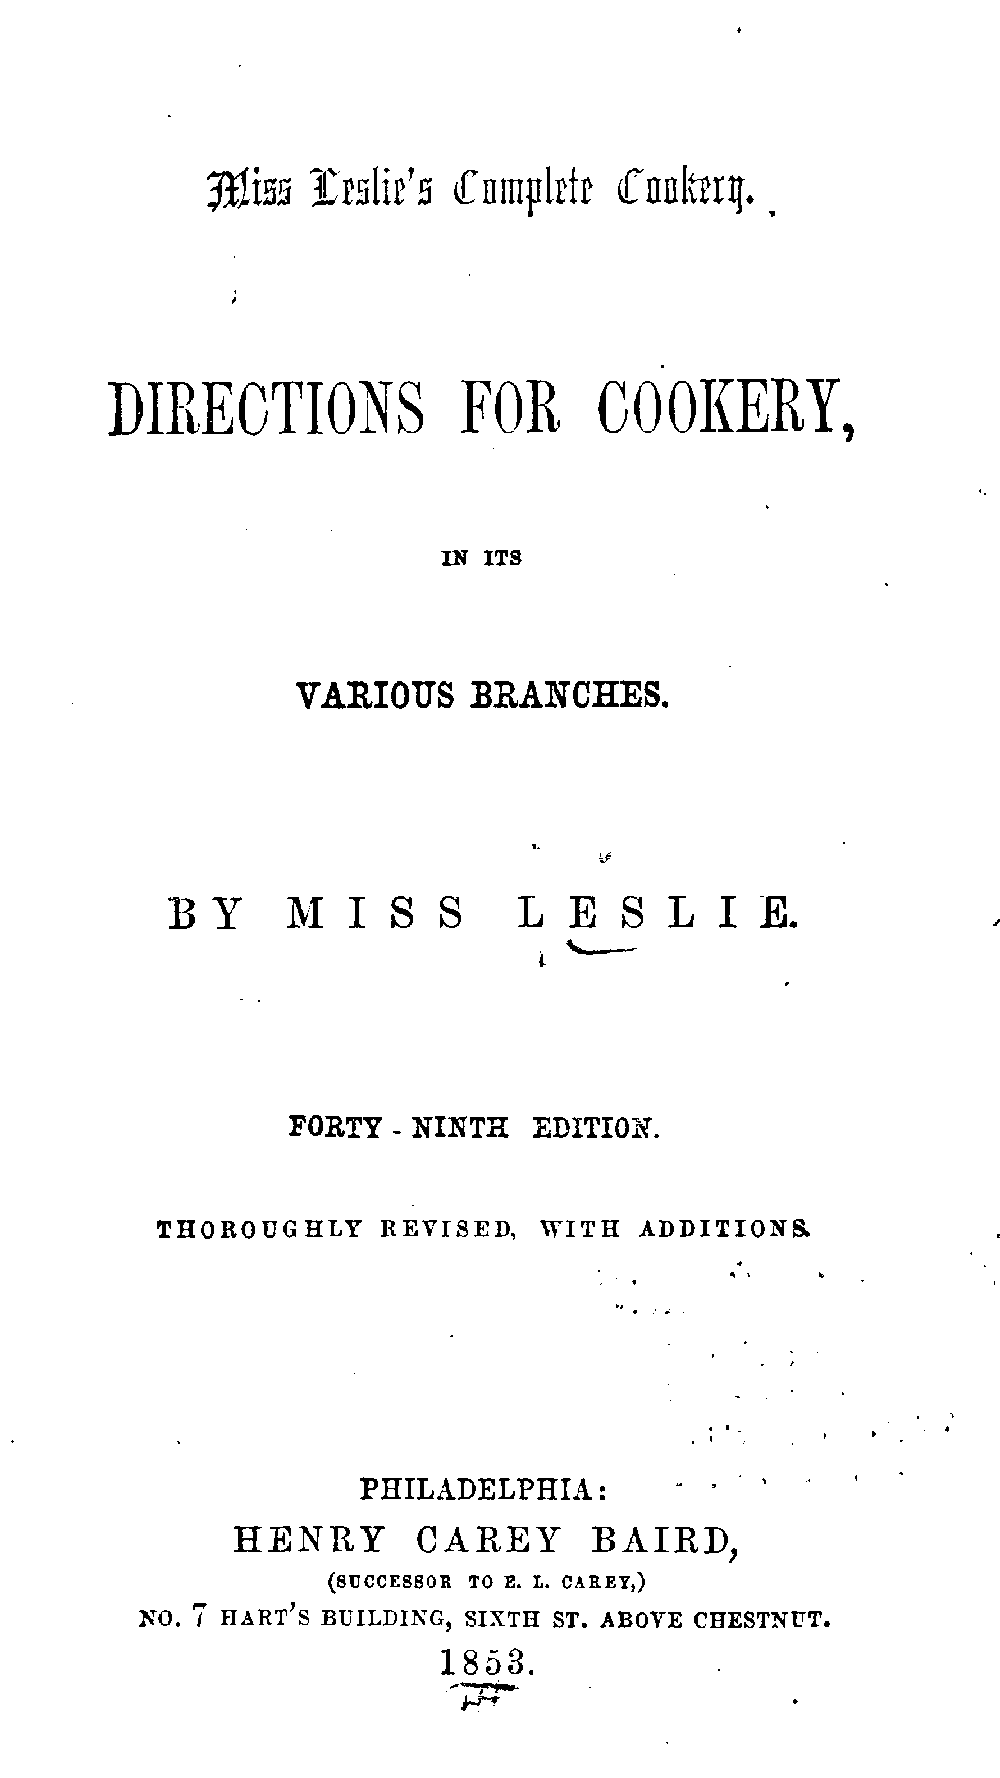 Miss Leslie's Complete Cookery.
DIRECTIONS FOR COOKERY,
IN ITS
VARIOUS BRANCHES.
BY MISS LESLIE.
FORTY-NINTH EDITION.
THOROUGHLY REVISED, WITH ADDITIONS.
PHILADELPHIA:
HENRY CAREY BAIRD,
(SUCCESSOR TO E. L. CAREY,)
NO. 7 HART'S BUILDING, SIXTH ST. ABOVE CHESTNUT.
1853.